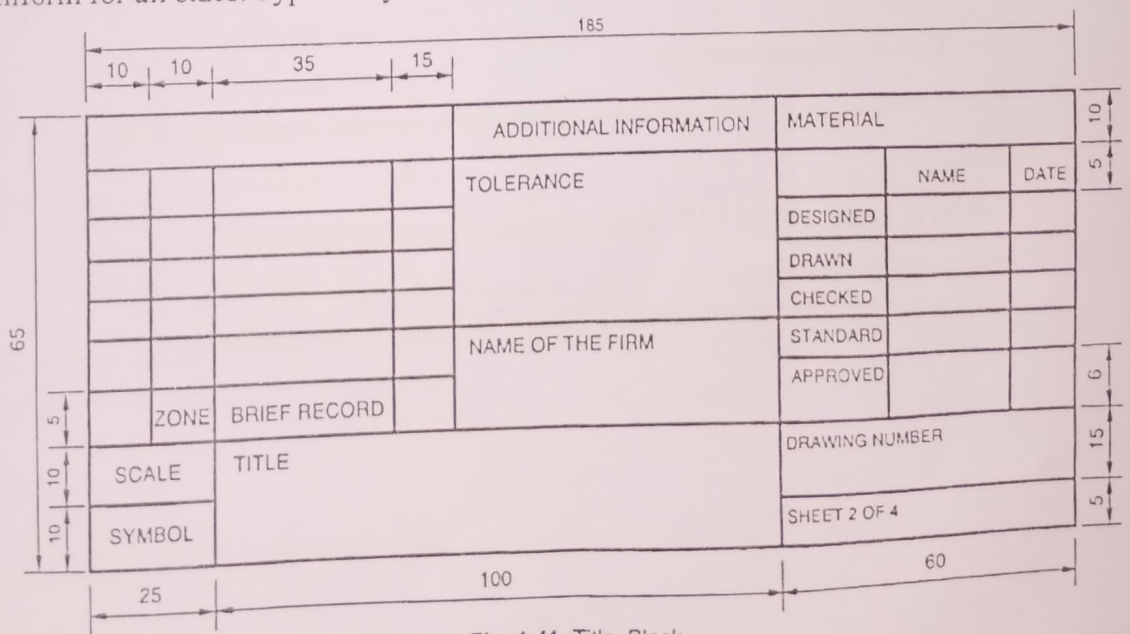 185
10 10 35 15
ADDITIONAL INFORMATION MATERIAL 10
TOLERANCE NAME DATE 5
DESIGNED
DRAWN
CHECKED
65 NAME OF THE FIRM STANDARD
APPROVED 6
5 ZONE BRIEF RECORD
10 SCALE TITLE DRAWING NUMBER 15
10 SYMBOL SHEET 2 OF 4 5
25 100 60
Title Block